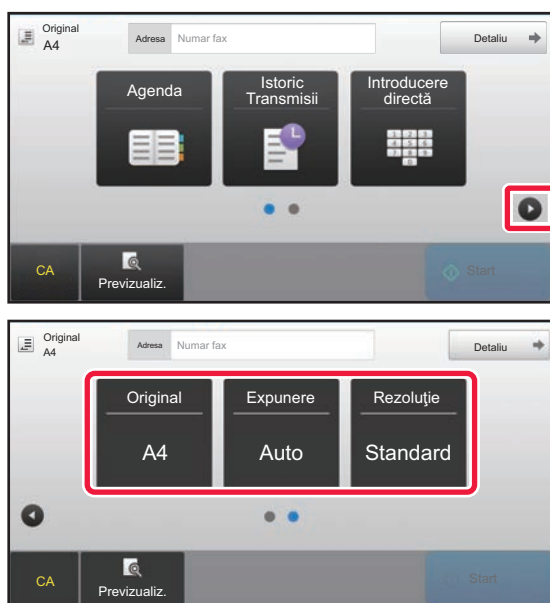 Original
A4
Adresa Numar fax
Detaliu
Agenda
Istoric
Transmisii
Introducere
directă
CA
Previzualiz.
Start
Original
A4
Adresa Numar fax
Detaliu
Original
Expunere
Rezoluţie
A4
Auto
Standard
CA
Previzualiz.
Start